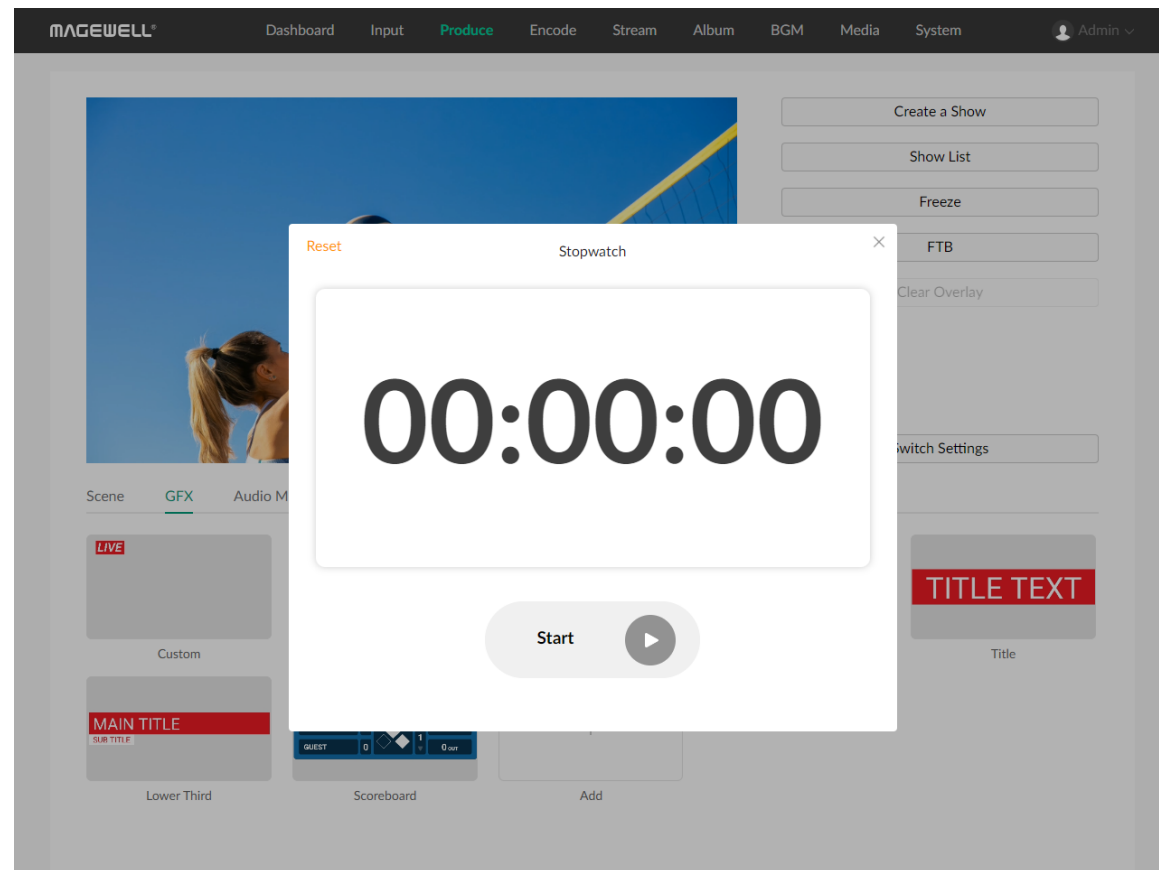 MAGEWELL®
Dashboard Input Produce Encode Stream Album BGM Media System Admin
Create a Show
Show List
Freeze
FTB
Clear Overlay
Switch Settings
Reset
Stopwatch
00:00:00
Start
Scene GFX Audio M
LIVE
Custom
TITLE TEXT
Title
MAIN TITLE
SUB TITLE
Lower Third
GUEST 0 1 0 OUT
Scoreboard
Add